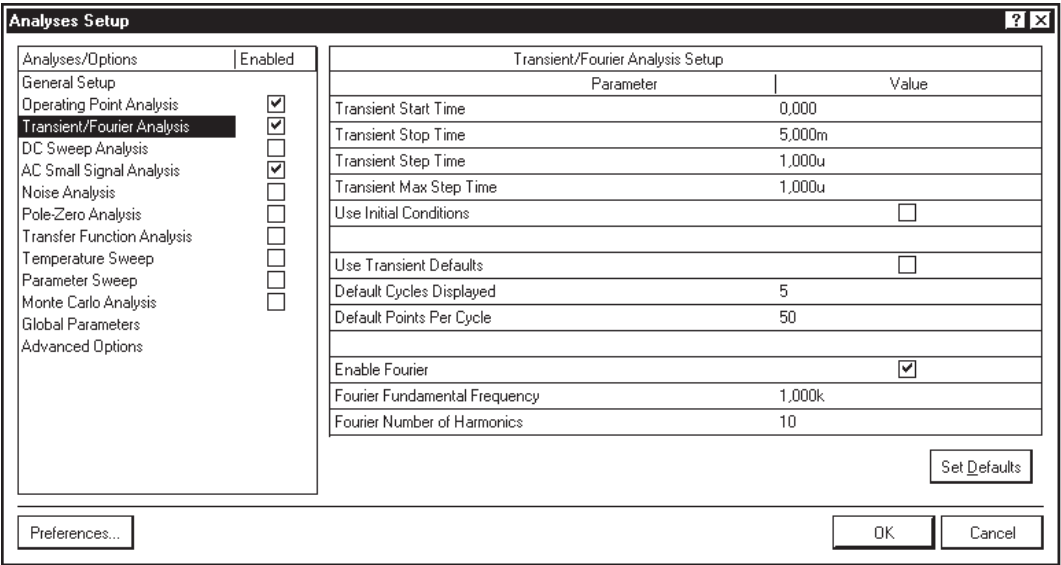 Analyses Setup
Analyses/Options Enabled
General Setup
Operating Point Analysis
Transient/Fourier Analysis
DC Sweep Analysis
AC Small Signal Analysis
Noise Analysis
Pole-Zero Analysis
Transfer Function Analysis
Temperature Sweep
Parameter Sweep
Monte Carlo Analysis
Global Parameters
Advanced Options
Transient/Fourier Analysis Setup
Parameter Value
Transient Start Time 0,000
Transient Stop Time 5,000m
Transient Step Time 1,000u
Transient Max Step Time 1,000u
Use Initial Conditions
Use Transient Defaults
Default Cycles Displayed 5
Default Points Per Cycle 50
Enable Fourier
Fourier Fundamental Frequency 1,000k
Fourier Number of Harmonics 10
Set Defaults
Preferences... OK Cancel